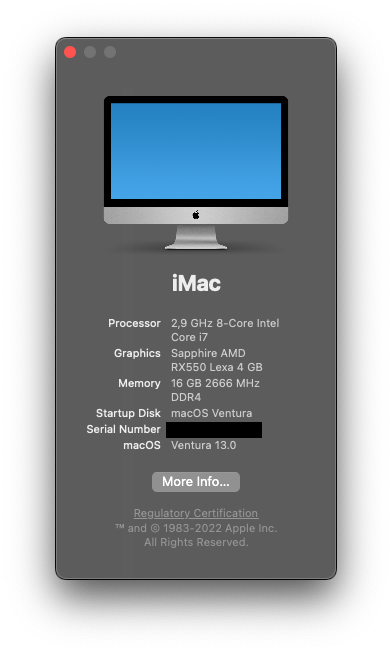 iMac
Processor 2,9 GHz 8-Core Intel
Core i7
Graphics Sapphire AMD
RX550 Lexa 4 GB
Memory 16 GB 2666 MHz
DDR4
Startup Disk macOS Ventura
Serial Number
macOS Ventura 13.0
More Info...
Regulatory Certification
™ and © 1983-2022 Apple Inc.
All Rights Reserved.